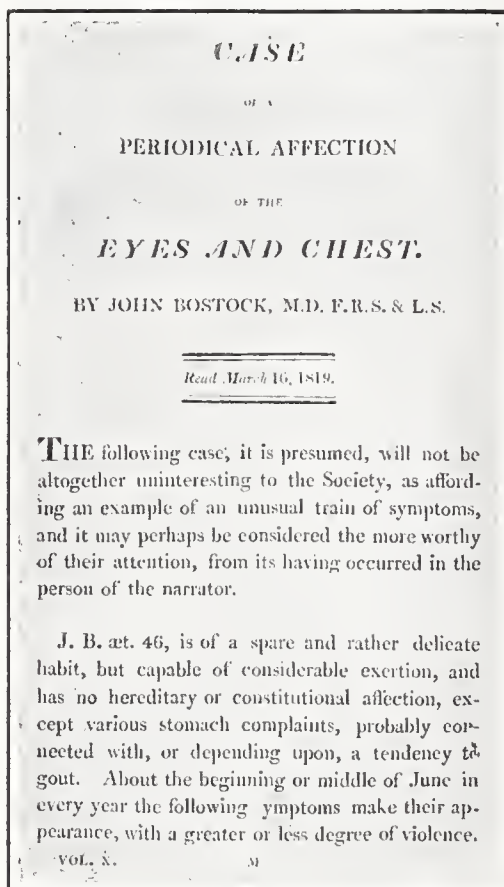 CASE
OF A
PERIODICAL AFFECTION
OF THE
EYES AND CHEST.
BY JOHN BOSTOCK, M.D. F.R.S. & L.S.
Read March 16, 1819.
THE following case, it is presumed, will not be
altogether uninteresting to the Society, as afford-
ing an example of an unusual train of symptoms,
and it may perhaps be considered the more worthy
of their attention, from its having occurred in the
person of the narrator.
J. B. æt. 46, is of a spare and rather delicate
habit, but capable of considerable exertion, and
has no hereditary or constitutional affection, ex-
cept various stomach complaints, probably con-
nected with, or depending upon, a tendency to
gout. About the beginning or middle of June in
every year the following ymptoms make their ap-
pearance, with a greater or less degree of violence.
VOL. X. M